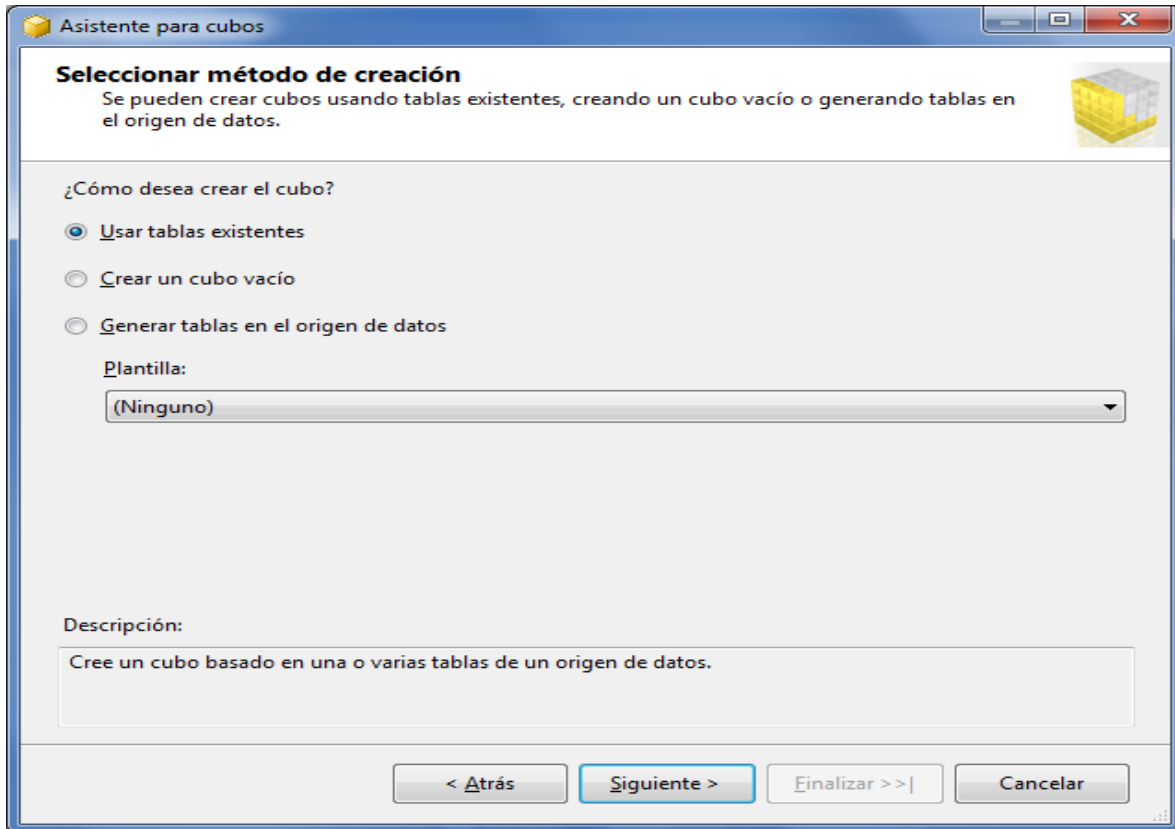 Asistente para cubos
Seleccionar método de creación
Se pueden crear cubos usando tablas existentes, creando un cubo vacío o generando tablas en
el origen de datos.
¿Cómo desea crear el cubo?
Usar tablas existentes
Crear un cubo vacío
Generar tablas en el origen de datos
Plantilla:
(Ninguno)
Descripción:
Cree un cubo basado en una o varias tablas de un origen de datos.
< Atrás
Siguiente >
Finalizar >>|
Cancelar